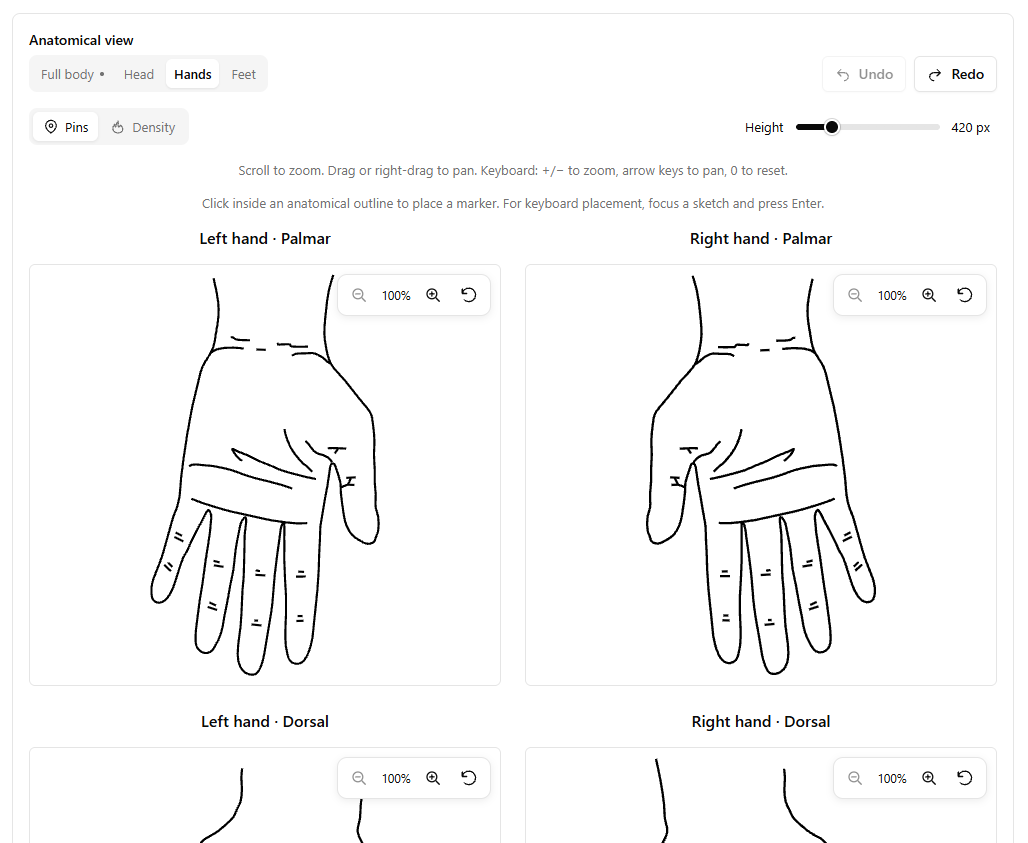 Anatomical view
Full body • Head Hands Feet
Undo Redo
Pins Density
Height 420 px
Scroll to zoom. Drag or right-drag to pan. Keyboard: +/− to zoom, arrow keys to pan, 0 to reset.
Click inside an anatomical outline to place a marker. For keyboard placement, focus a sketch and press Enter.
Left hand · Palmar
100%
Right hand · Palmar
100%
Left hand · Dorsal
100%
Right hand · Dorsal
100%